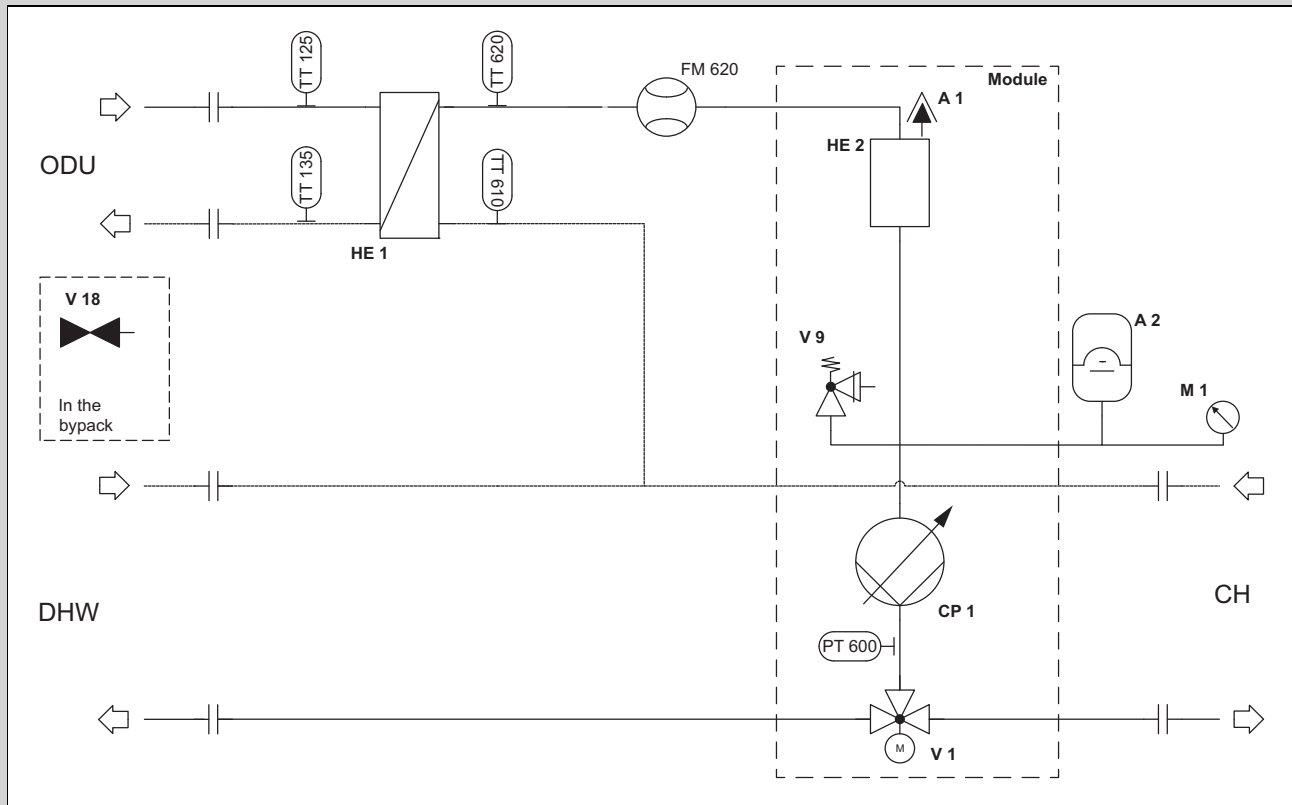 TT 125
TT 620
FM 620
Module
A 1
HE 2
ODU
TT 135
TT 610
HE 1
V 18
In the
bypack
V 9
A 2
M 1
DHW
CP 1
CH
PT 600
M
V 1